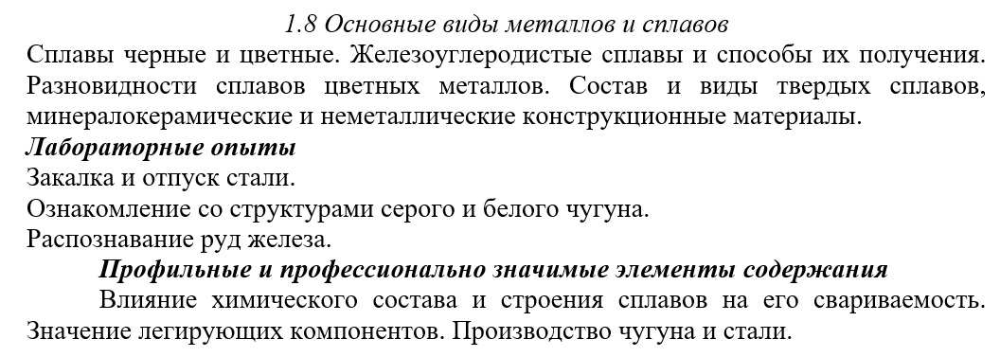 1.8 Основные виды металлов и сплавов
Сплавы черные и цветные. Железоуглеродистые сплавы и способы их получения.
Разновидности сплавов цветных металлов. Состав и виды твердых сплавов,
минералокерамические и неметаллические конструкционные материалы.
Лабораторные опыты
Закалка и отпуск стали.
Ознакомление со структурами серого и белого чугуна.
Распознавание руд железа.
Профильные и профессионально значимые элементы содержания
Влияние химического состава и строения сплавов на его свариваемость.
Значение легирующих компонентов. Производство чугуна и стали.